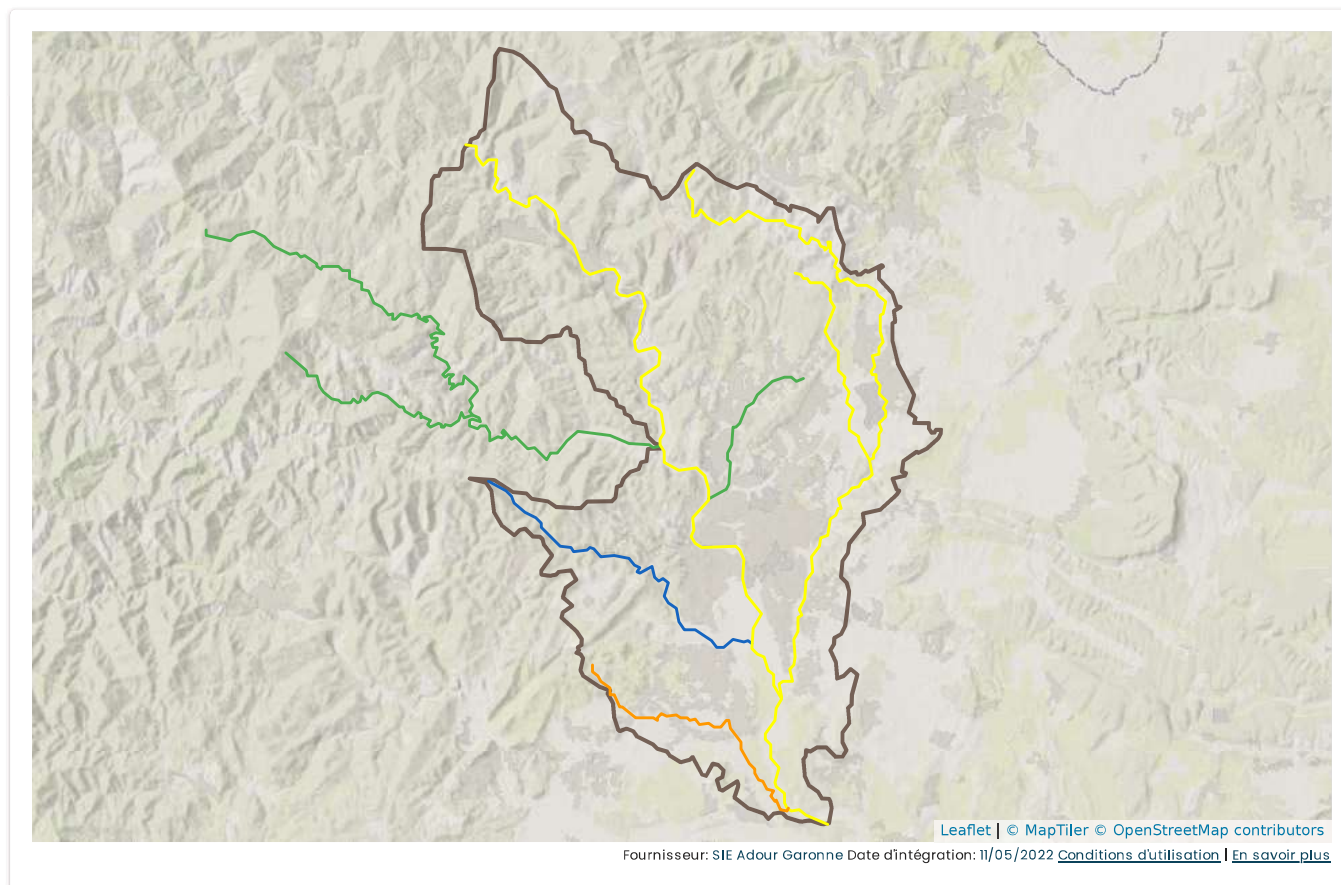 Leaflet | © MapTiler © OpenStreetMap contributors
Fournisseur: SIE Adour Garonne Date d'intégration: 11/05/2022 Conditions d'utilisation | En savoir plus